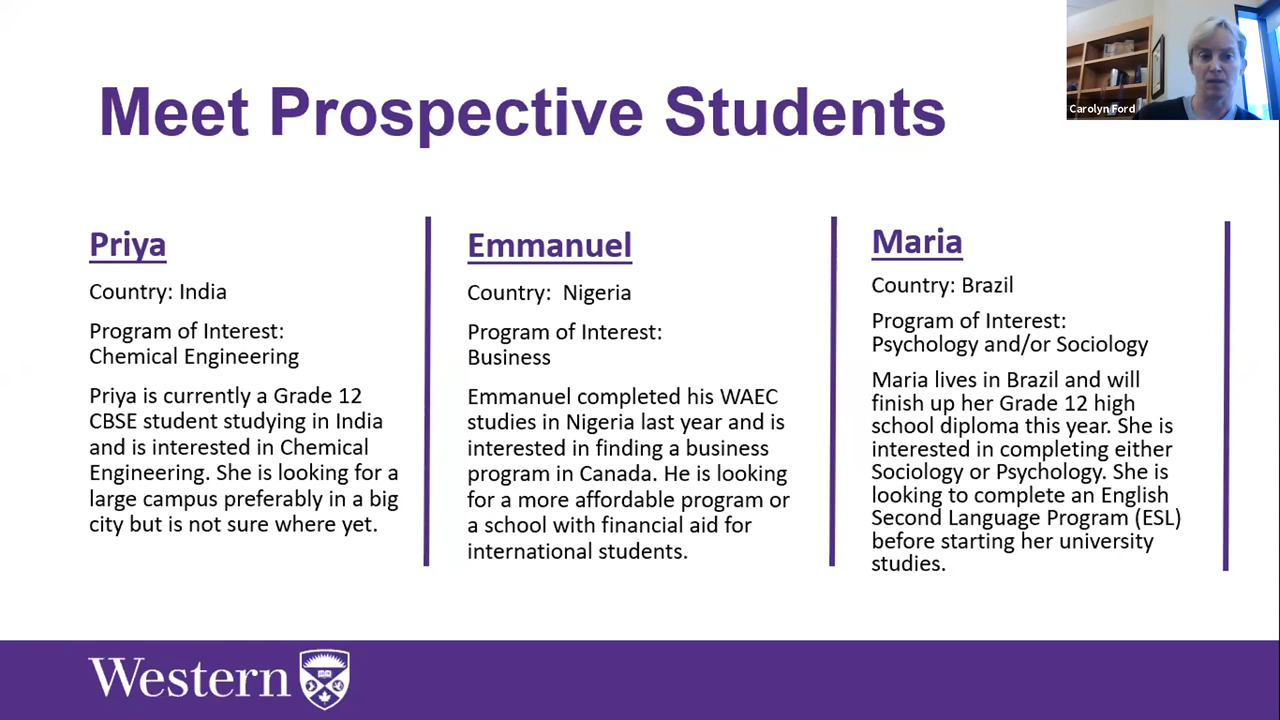 Meet Prospective Students
Carolyn Ford
Priya
Country: India
Program of Interest:
Chemical Engineering
Priya is currently a Grade 12
CBSE student studying in India
and is interested in Chemical
Engineering. She is looking for a
large campus preferably in a big
city but is not sure where yet.
Emmanuel
Country: Nigeria
Program of Interest:
Business
Emmanuel completed his WAEC
studies in Nigeria last year and is
interested in finding a business
program in Canada. He is looking
for a more affordable program or
a school with financial aid for
international students.
Maria
Country: Brazil
Program of Interest:
Psychology and/or Sociology
Maria lives in Brazil and will
finish up her Grade 12 high
school diploma this year. She is
interested in completing either
Sociology or Psychology. She is
looking to complete an English
Second Language Program (ESL)
before starting her university
studies.
Western